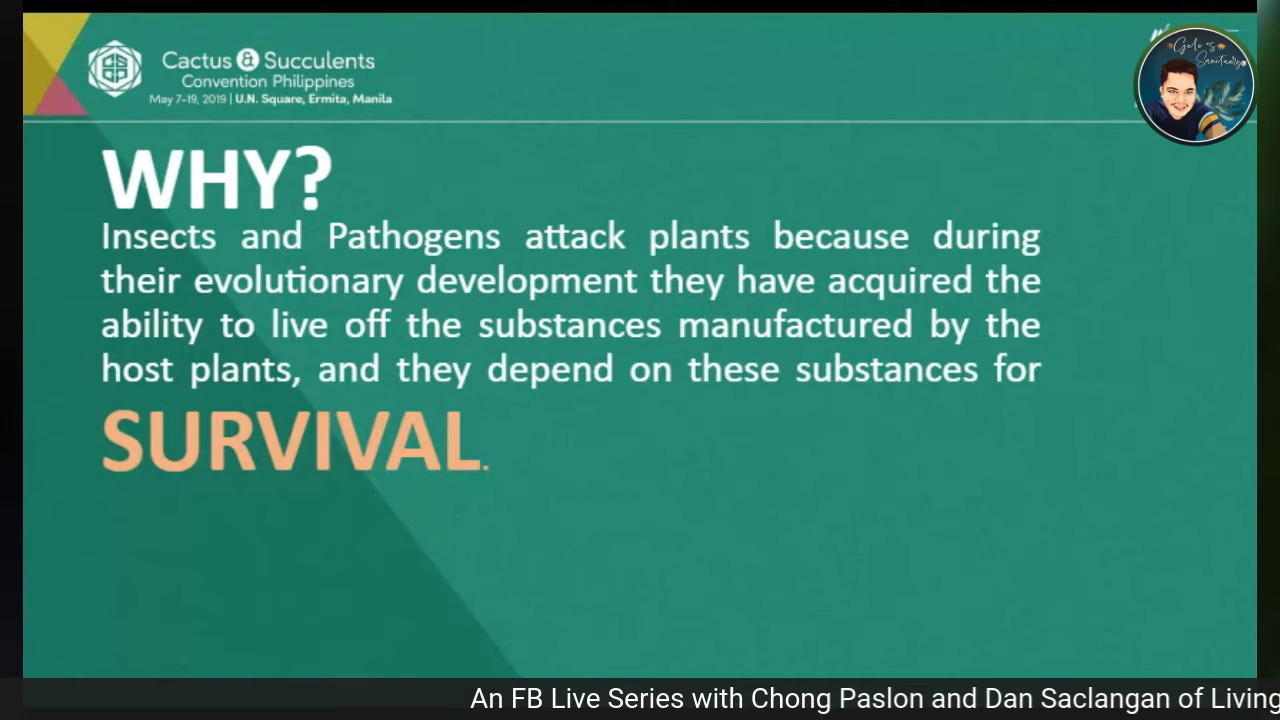 Cactus & Succulents
Convention Philippines
May 7-19, 2019 | U.N. Square, Ermita, Manila
Gelo's
Sanctuary
WHY?
Insects and Pathogens attack plants because during
their evolutionary development they have acquired the
ability to live off the substances manufactured by the
host plants, and they depend on these substances for
SURVIVAL.
An FB Live Series with Chong Paslon and Dan Saclangan of Living